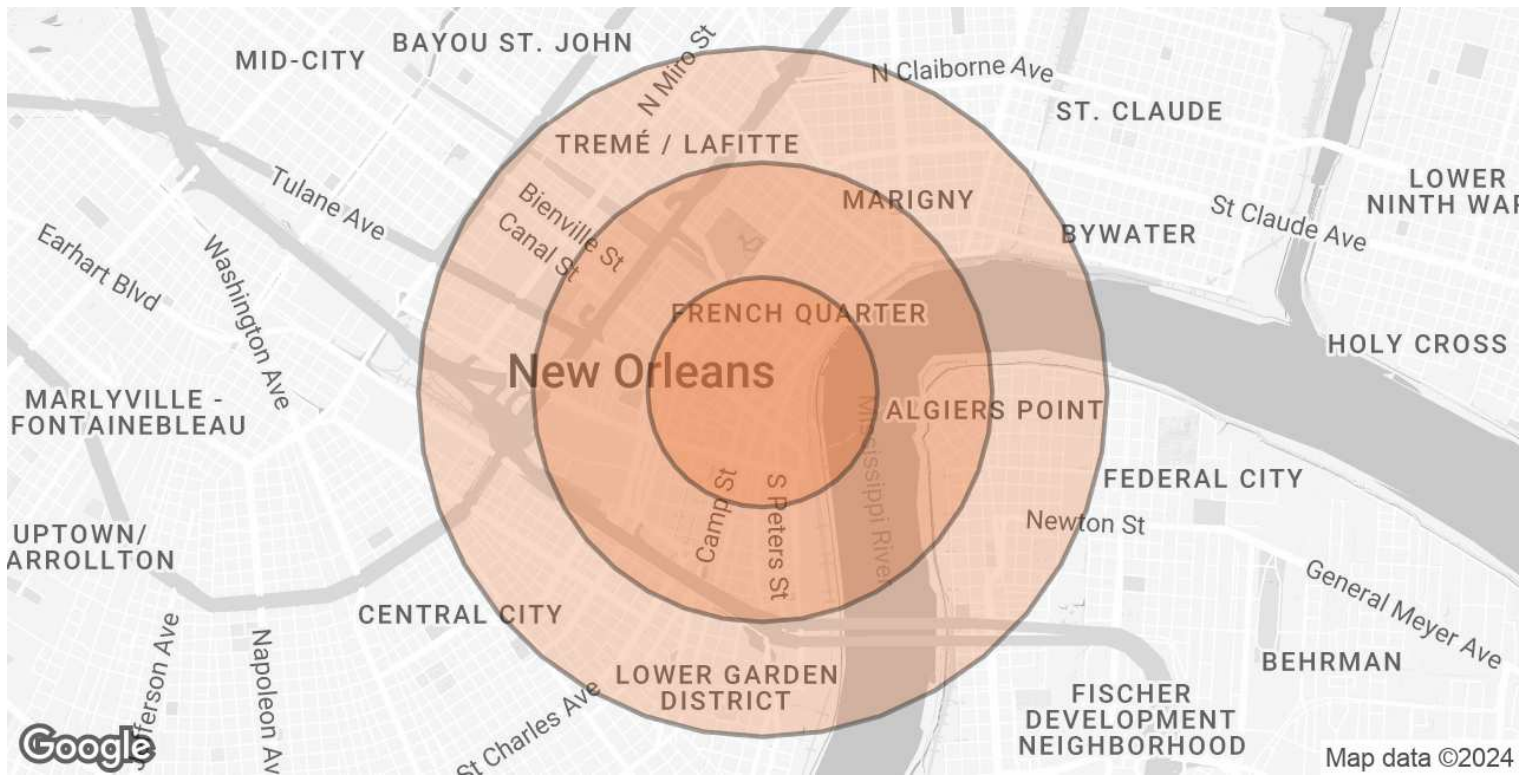 BAYOU ST. JOHN
MID-CITY
N Miro St
N Claiborne Ave
ST. CLAUDE
TREMÉ / LAFITTE
Tulane Ave
Bienville St
Canal St
MARIGNY
LOWER
NINTH WAR
St Claude Ave
BYWATER
Earhart Blvd
Washington Ave
FRENCH QUARTER
HOLY CROSS
New Orleans
MARLYVILLE -
FONTAINEBLEAU
ALGIERS POINT
Mississippi River
Camp St
S Peters St
FEDERAL CITY
Newton St
UPTOWN/
ARROLLTON
General Meyer Ave
CENTRAL CITY
Jefferson Ave
Napoleon Av
LOWER GARDEN
DISTRICT
St Charles Ave
BEHRMAN
FISCHER
DEVELOPMENT
NEIGHBORHOOD
Google
Map data ©2024